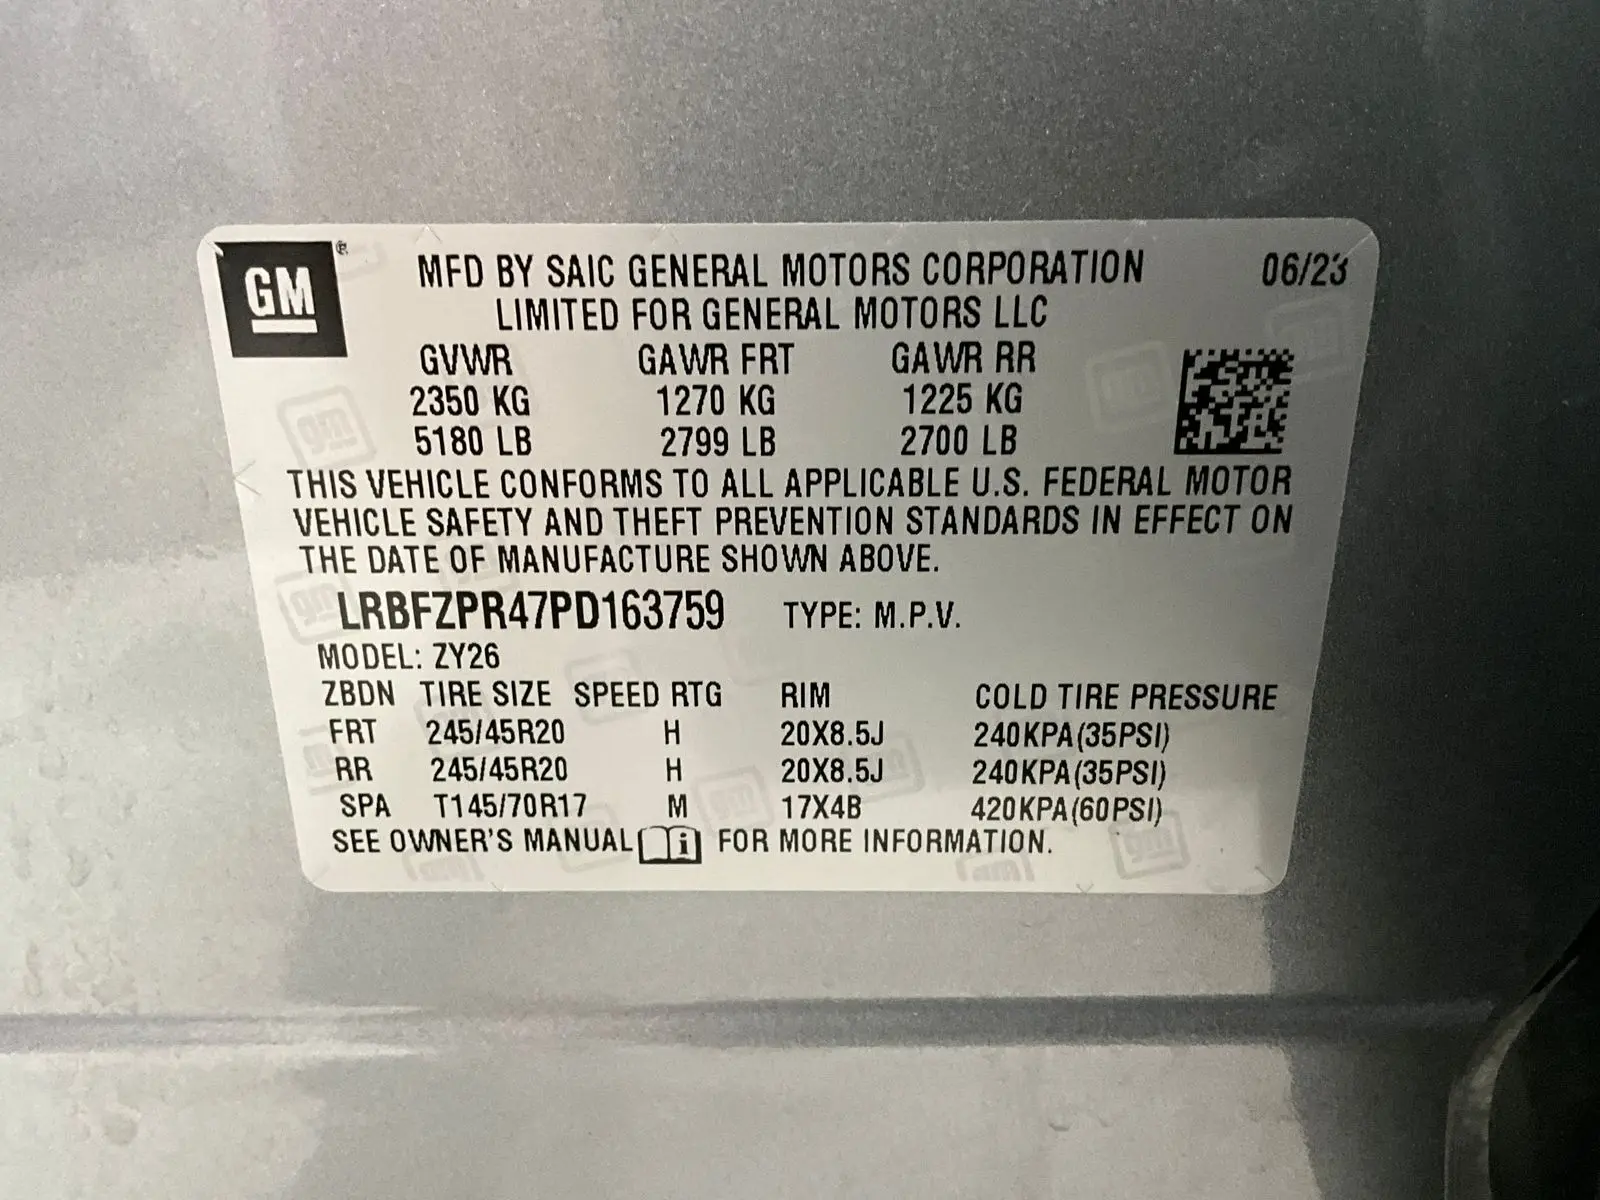 GM ®
MFD BY SAIC GENERAL MOTORS CORPORATION 06/23
LIMITED FOR GENERAL MOTORS LLC
GVWR GAWR FRT GAWR RR
2350 KG 1270 KG 1225 KG
5180 LB 2799 LB 2700 LB
THIS VEHICLE CONFORMS TO ALL APPLICABLE U.S. FEDERAL MOTOR
VEHICLE SAFETY AND THEFT PREVENTION STANDARDS IN EFFECT ON
THE DATE OF MANUFACTURE SHOWN ABOVE.
LRBFZPR47PD163759 TYPE: M.P.V.
MODEL: ZY26
ZBDN TIRE SIZE SPEED RTG RIM COLD TIRE PRESSURE
FRT 245/45R20 H 20X8.5J 240KPA(35PSI)
RR 245/45R20 H 20X8.5J 240KPA(35PSI)
SPA T145/70R17 M 17X4B 420KPA(60PSI)
SEE OWNER'S MANUAL i FOR MORE INFORMATION.